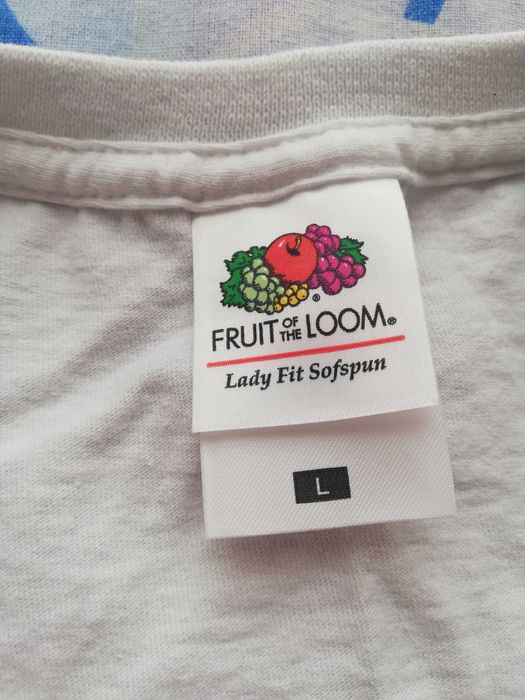 FRUIT OF THE LOOM®
Lady Fit Sofspun
L